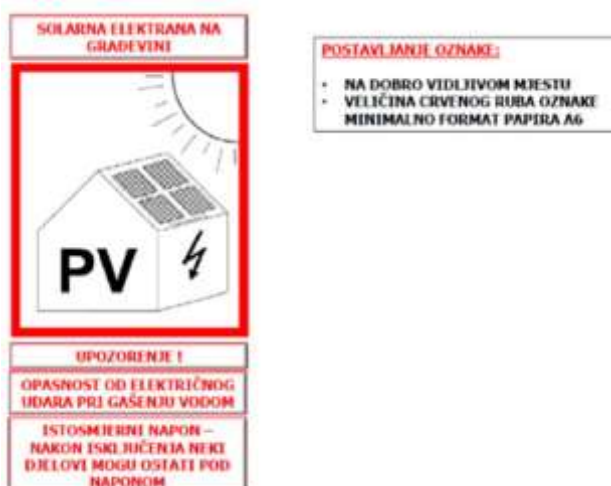 SOLARNA ELEKTRANA NA
GRAĐEVINI
PV
UPOZORENJE !
OPASNOST OD ELEKTRIČNOG
UDARA PRI GAŠENJU VODOM
ISTOSMJERNI NAPON –
NAKON ISKLJUČENJA NEKI
DJELOVI MOGU OSTATI POD
NAPONOM
POSTAVLJANJE OZNAKE:
• NA DOBRO VIDLJIVOM MJESTU
• VELIČINA CRVENOG RUBA OZNAKE
MINIMALNO FORMAT PAPIRA A6